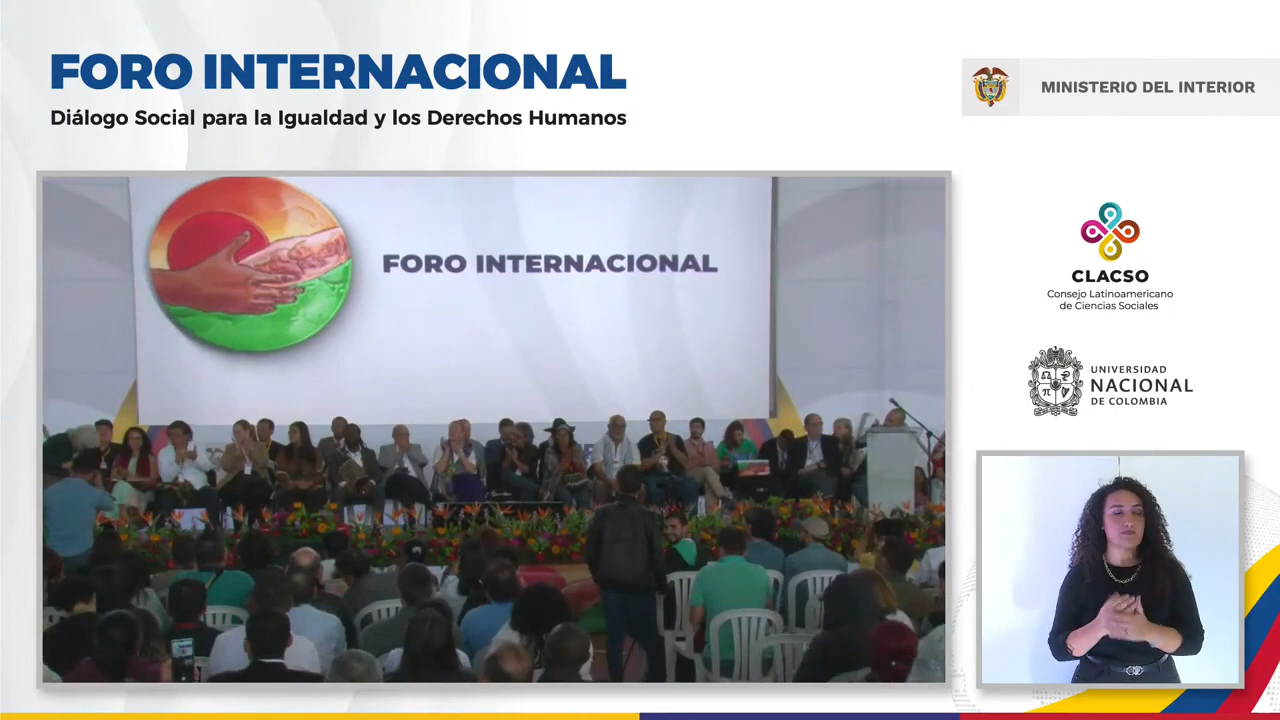 FORO INTERNACIONAL
Diálogo Social para la Igualdad y los Derechos Humanos
MINISTERIO DEL INTERIOR
FORO INTERNACIONAL
CLACSO
Consejo Latinoamericano
de Ciencias Sociales
UNIVERSIDAD
NACIONAL
DE COLOMBIA